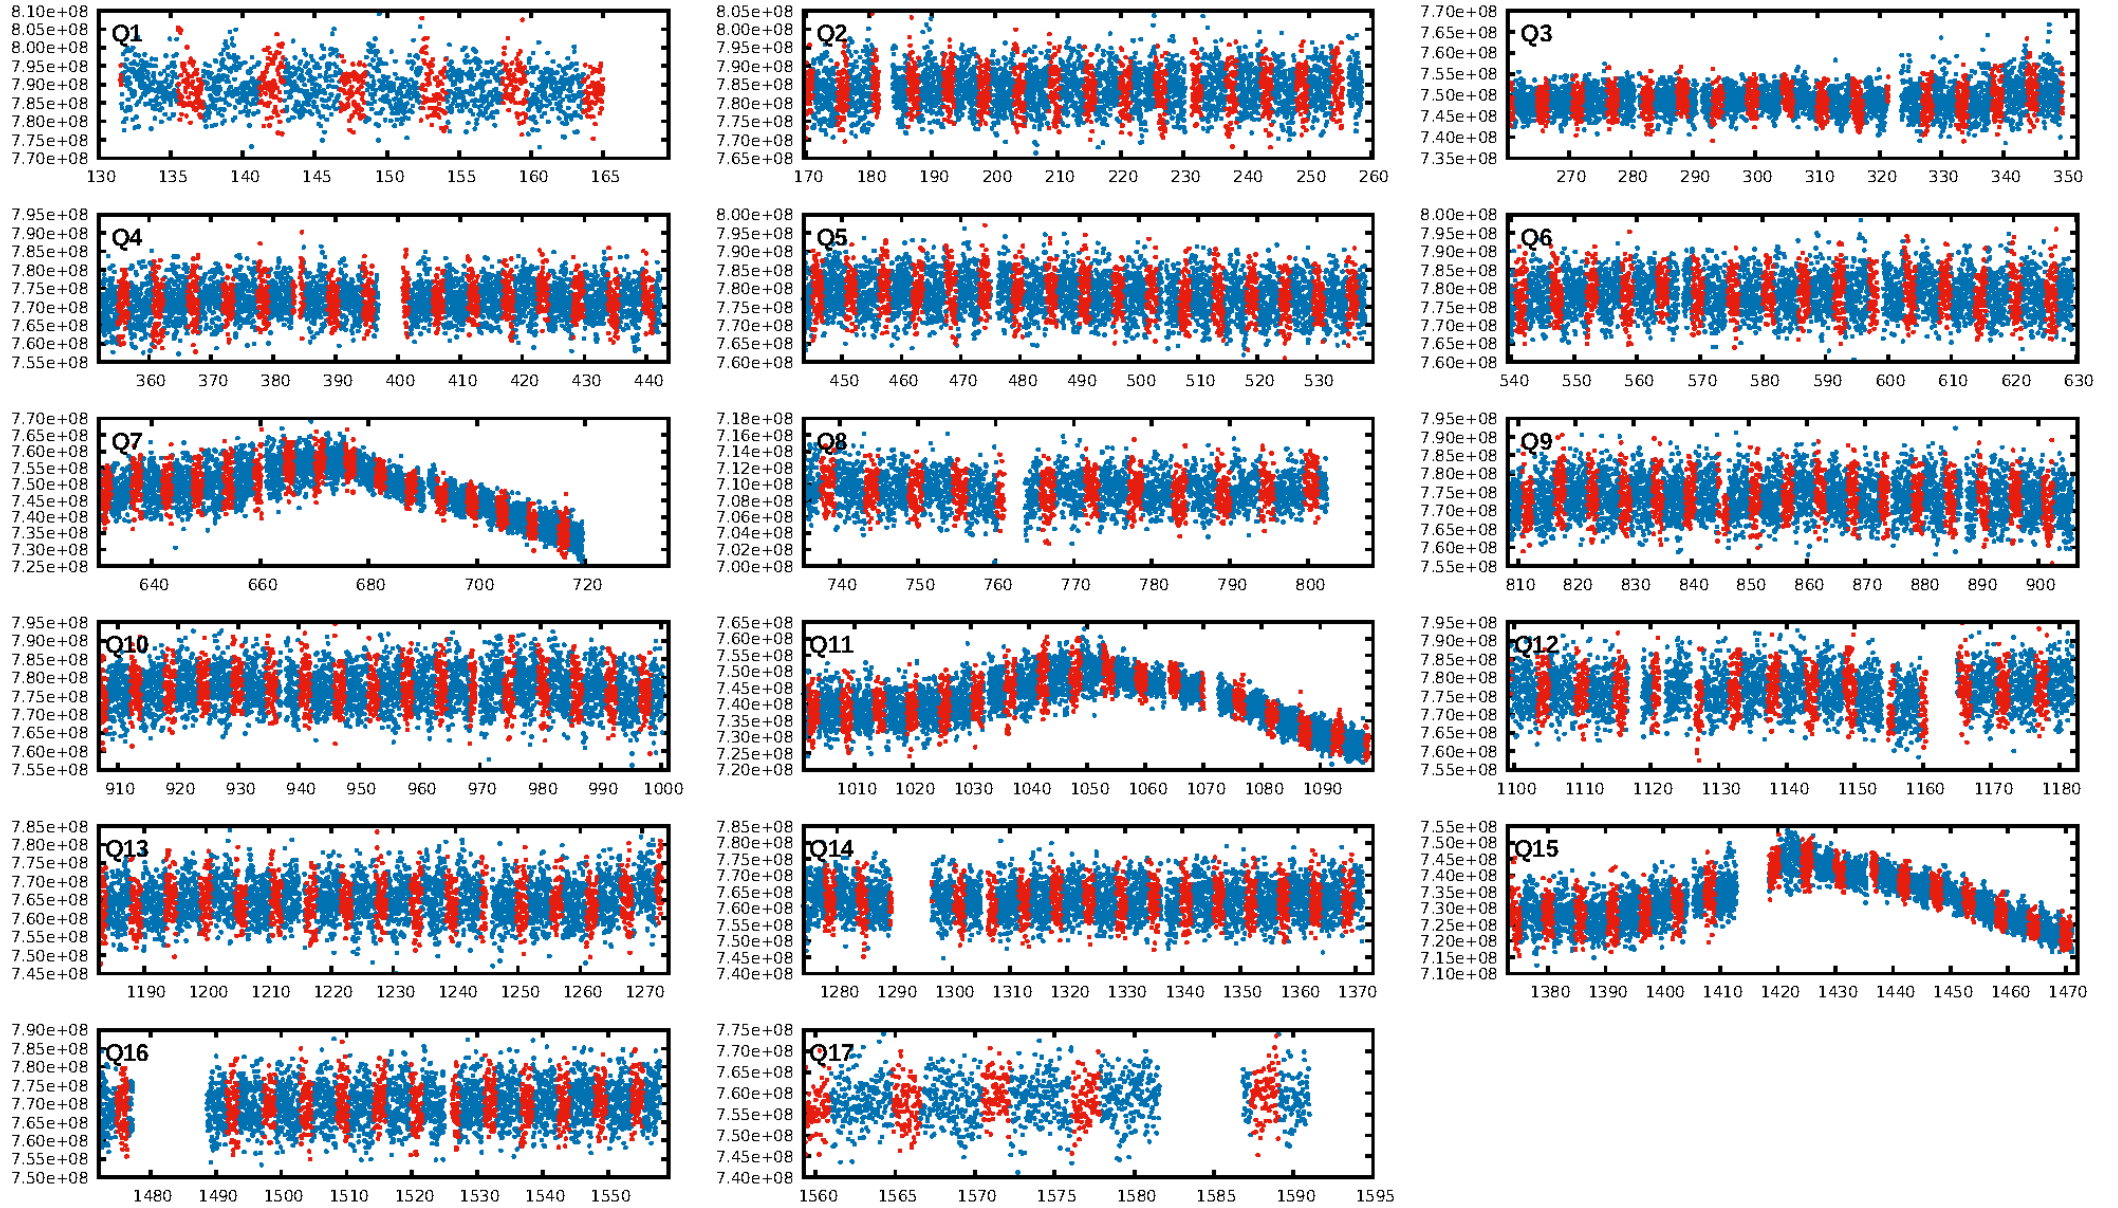 Q1
8.10e+08
8.05e+08
8.00e+08
7.95e+08
7.90e+08
7.85e+08
7.80e+08
7.75e+08
7.70e+08
130 135 140 145 150 155 160 165
Q2
8.05e+08
8.00e+08
7.95e+08
7.90e+08
7.85e+08
7.80e+08
7.75e+08
7.70e+08
7.65e+08
170 180 190 200 210 220 230 240 250 260
Q3
7.70e+08
7.65e+08
7.60e+08
7.55e+08
7.50e+08
7.45e+08
7.40e+08
7.35e+08
270 280 290 300 310 320 330 340 350
Q4
7.95e+08
7.90e+08
7.85e+08
7.80e+08
7.75e+08
7.70e+08
7.65e+08
7.60e+08
7.55e+08
360 370 380 390 400 410 420 430 440
Q5
8.00e+08
7.95e+08
7.90e+08
7.85e+08
7.80e+08
7.75e+08
7.70e+08
7.65e+08
7.60e+08
450 460 470 480 490 500 510 520 530
Q6
8.00e+08
7.95e+08
7.90e+08
7.85e+08
7.80e+08
7.75e+08
7.70e+08
7.65e+08
7.60e+08
540 550 560 570 580 590 600 610 620 630
Q7
7.70e+08
7.65e+08
7.60e+08
7.55e+08
7.50e+08
7.45e+08
7.40e+08
7.35e+08
7.30e+08
7.25e+08
640 660 680 700 720
Q8
7.18e+08
7.16e+08
7.14e+08
7.12e+08
7.10e+08
7.08e+08
7.06e+08
7.04e+08
7.02e+08
7.00e+08
740 750 760 770 780 790 800
Q9
7.95e+08
7.90e+08
7.85e+08
7.80e+08
7.75e+08
7.70e+08
7.65e+08
7.60e+08
7.55e+08
810 820 830 840 850 860 870 880 890 900
Q10
7.95e+08
7.90e+08
7.85e+08
7.80e+08
7.75e+08
7.70e+08
7.65e+08
7.60e+08
7.55e+08
910 920 930 940 950 960 970 980 990 1000
Q11
7.65e+08
7.60e+08
7.55e+08
7.50e+08
7.45e+08
7.40e+08
7.35e+08
7.30e+08
7.25e+08
7.20e+08
1010 1020 1030 1040 1050 1060 1070 1080 1090
Q12
7.95e+08
7.90e+08
7.85e+08
7.80e+08
7.75e+08
7.70e+08
7.65e+08
7.60e+08
7.55e+08
1100 1110 1120 1130 1140 1150 1160 1170 1180
Q13
7.85e+08
7.80e+08
7.75e+08
7.70e+08
7.65e+08
7.60e+08
7.55e+08
7.50e+08
7.45e+08
1190 1200 1210 1220 1230 1240 1250 1260 1270
Q14
7.85e+08
7.80e+08
7.75e+08
7.70e+08
7.65e+08
7.60e+08
7.55e+08
7.50e+08
7.45e+08
7.40e+08
1280 1290 1300 1310 1320 1330 1340 1350 1360 1370
Q15
7.55e+08
7.50e+08
7.45e+08
7.40e+08
7.35e+08
7.30e+08
7.25e+08
7.20e+08
7.15e+08
7.10e+08
1380 1390 1400 1410 1420 1430 1440 1450 1460 1470
Q16
7.90e+08
7.85e+08
7.80e+08
7.75e+08
7.70e+08
7.65e+08
7.60e+08
7.55e+08
7.50e+08
1480 1490 1500 1510 1520 1530 1540 1550
Q17
7.75e+08
7.70e+08
7.65e+08
7.60e+08
7.55e+08
7.50e+08
7.45e+08
7.40e+08
1560 1565 1570 1575 1580 1585 1590 1595